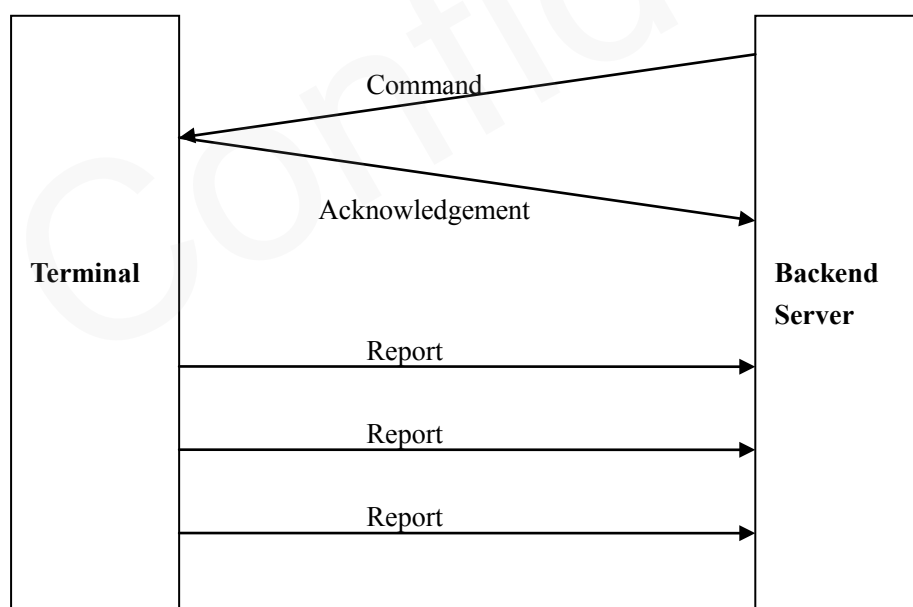 Command
Acknowledgement
Terminal
Backend
Server
Report
Report
Report